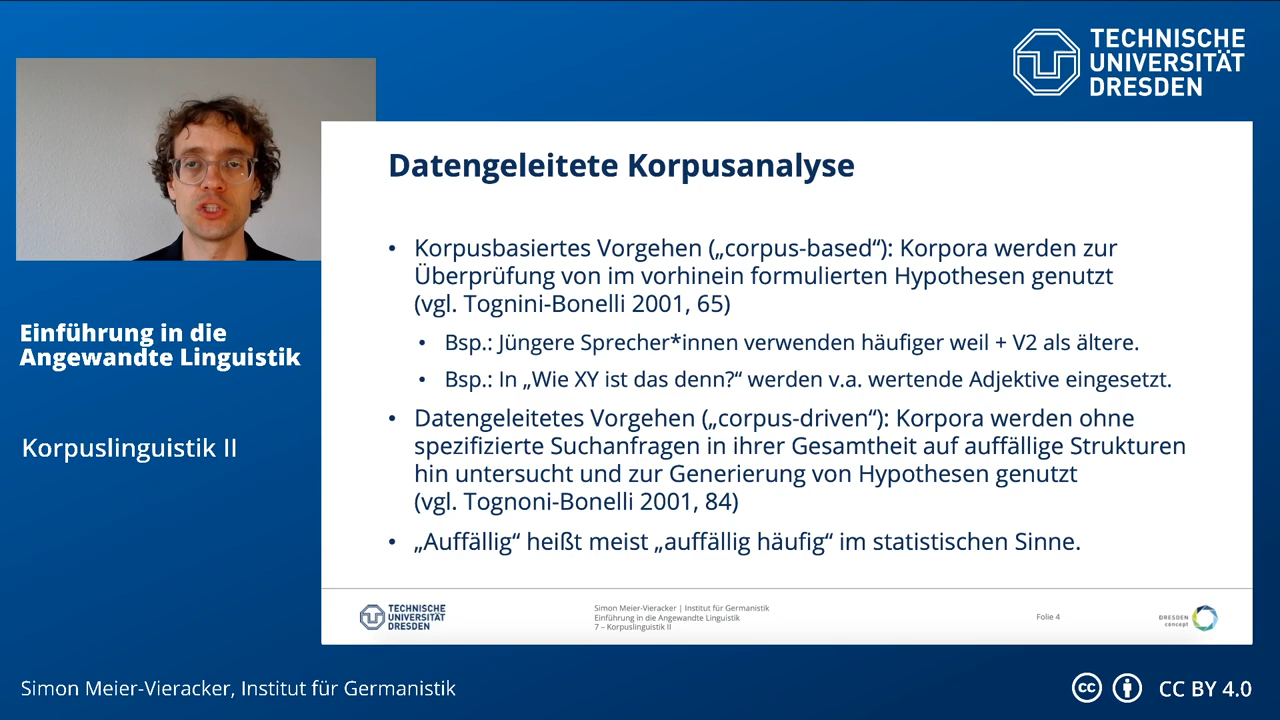 TECHNISCHE
UNIVERSITÄT
DRESDEN
Datengeleitete Korpusanalyse
• Korpusbasiertes Vorgehen („corpus-based“): Korpora werden zur
Überprüfung von im vorhinein formulierten Hypothesen genutzt
(vgl. Tognini-Bonelli 2001, 65)
• Bsp.: Jüngere Sprecher*innen verwenden häufiger weil + V2 als ältere.
• Bsp.: In „Wie XY ist das denn?“ werden v.a. wertende Adjektive eingesetzt.
• Datengeleitetes Vorgehen („corpus-driven“): Korpora werden ohne
spezifizierte Suchanfragen in ihrer Gesamtheit auf auffällige Strukturen
hin untersucht und zur Generierung von Hypothesen genutzt
(vgl. Tognoni-Bonelli 2001, 84)
• „Auffällig“ heißt meist „auffällig häufig“ im statistischen Sinne.
TECHNISCHE
UNIVERSITÄT
DRESDEN
Simon Meier-Vieracker | Institut für Germanistik
Einführung in die Angewandte Linguistik
7 – Korpuslinguistik II
Folie 4
DRESDEN
concept
Einführung in die
Angewandte Linguistik
Korpuslinguistik II
Simon Meier-Vieracker, Institut für Germanistik
cc
CC BY 4.0